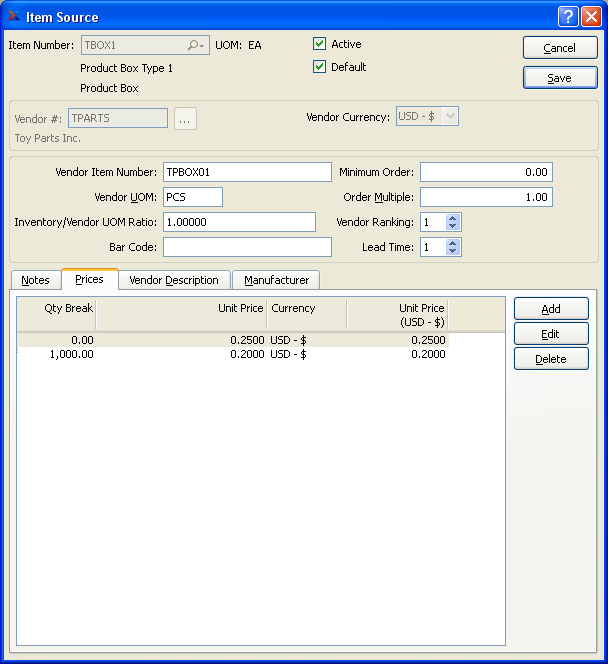 Item Source
Item Number: TBOX1 UOM: EA
Active
Cancel
Product Box Type 1
Default
Save
Product Box
Vendor #: TPARTS ...
Vendor Currency: USD - $
Toy Parts Inc.
Vendor Item Number: TPBOX01
Minimum Order: 0.00
Vendor UOM: PCS
Order Multiple: 1.00
Inventory/Vendor UOM Ratio: 1.00000
Vendor Ranking: 1
Bar Code:
Lead Time: 1
Notes Prices Vendor Description Manufacturer
Qty Break Unit Price Currency Unit Price
(USD - $)
0.00 0.2500 USD - $ 0.2500
1,000.00 0.2000 USD - $ 0.2000
Add
Edit
Delete